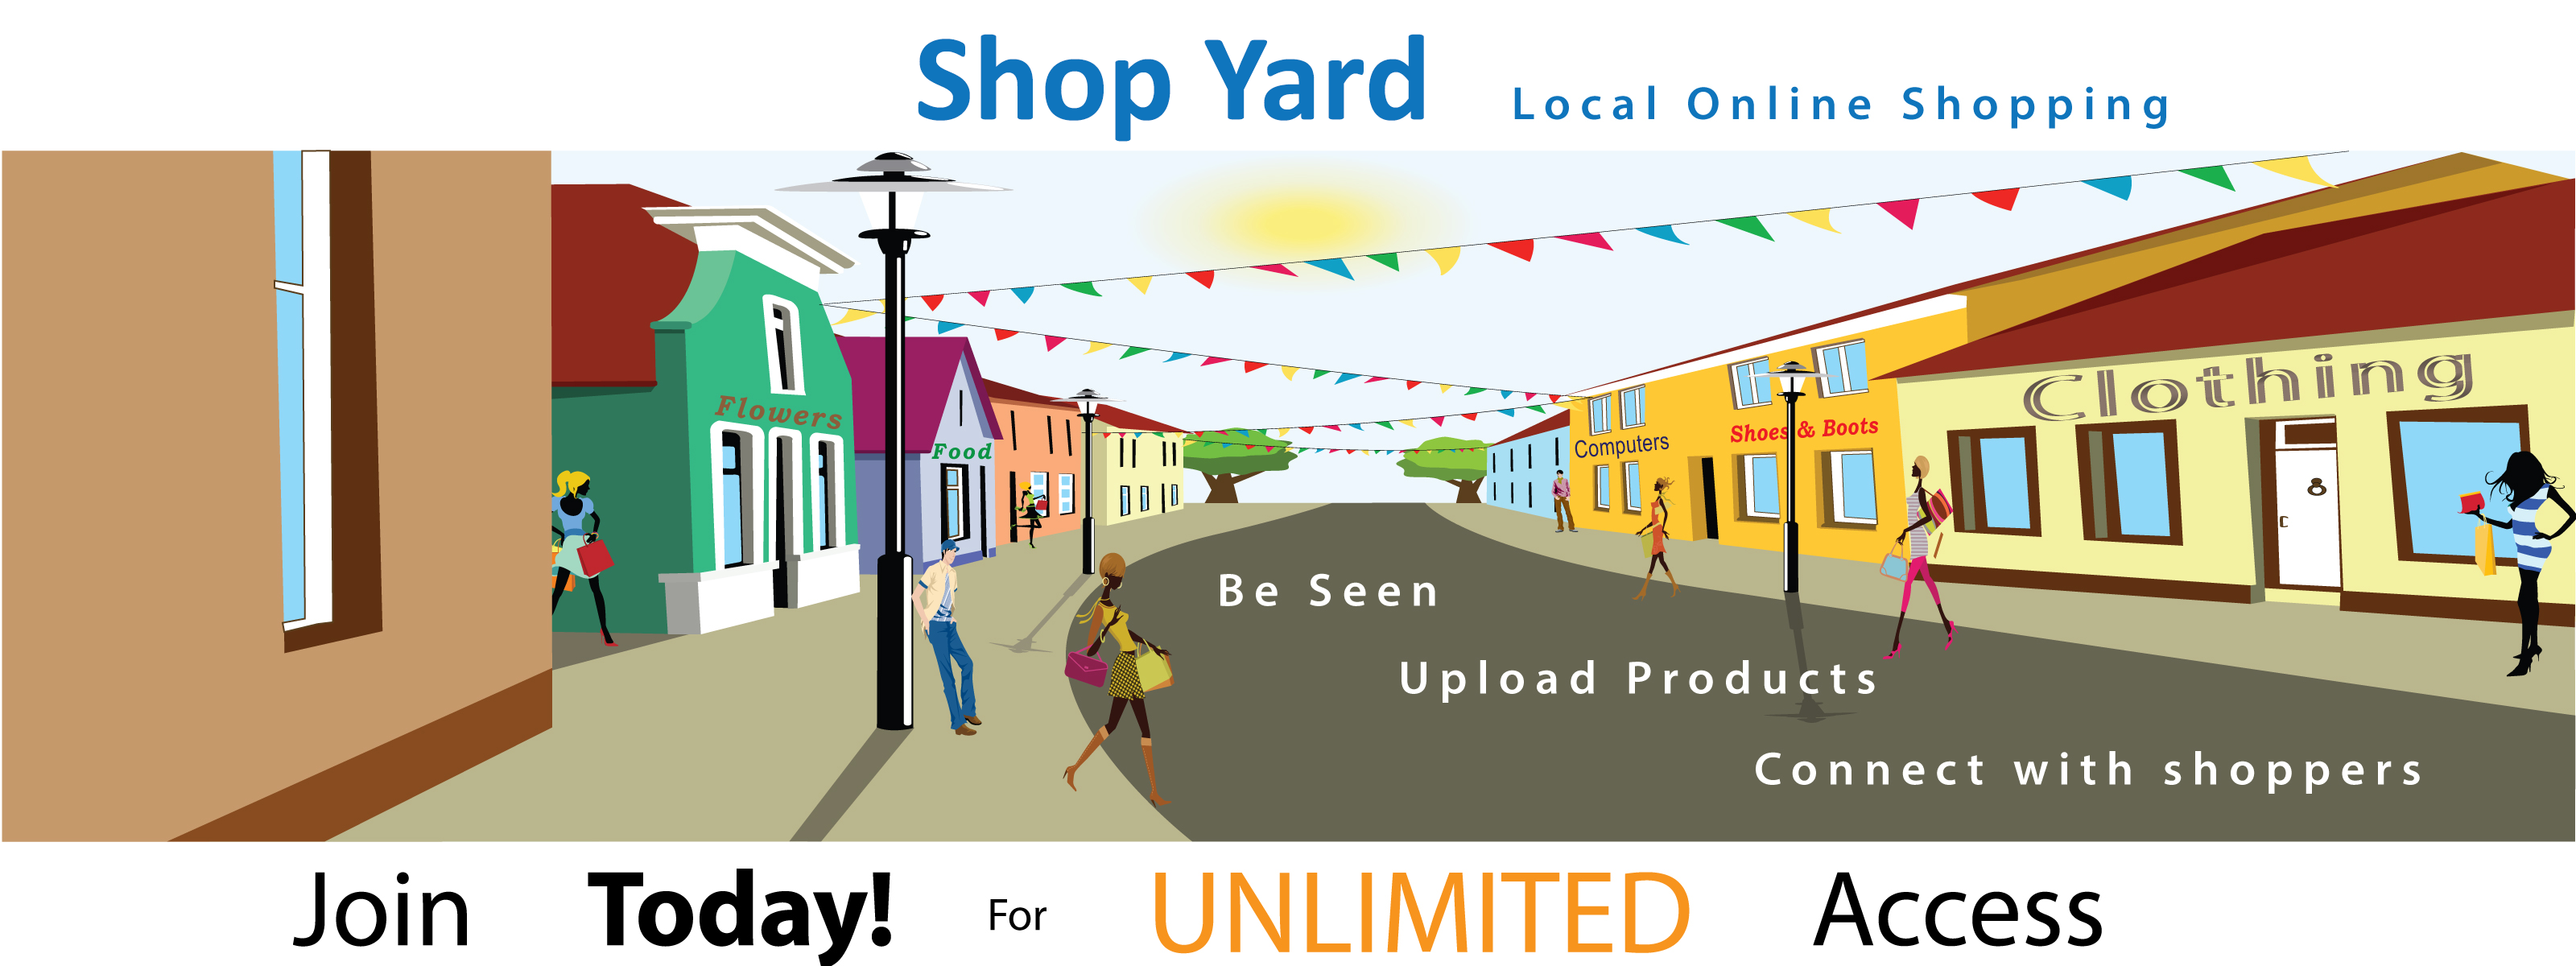 Shop Yard Local Online Shopping
Flowers
Food
Computers
Shoes & Boots
Clothing
Be Seen
Upload Products
Connect with shoppers
Join Today! For UNLIMITED Access